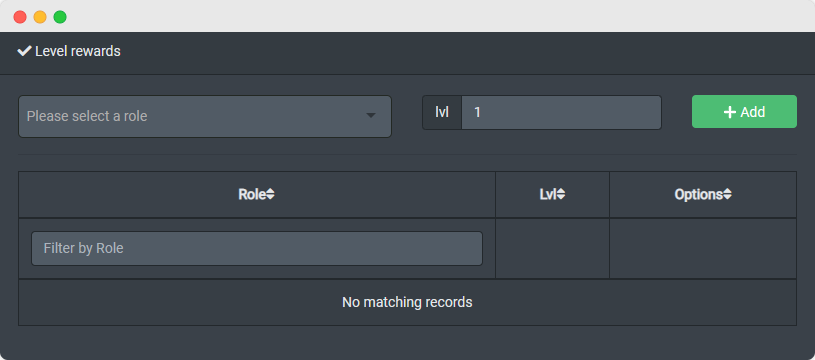 Level rewards
Please select a role
lvl
1
Add
Role
Lvl
Options
Filter by Role
No matching records